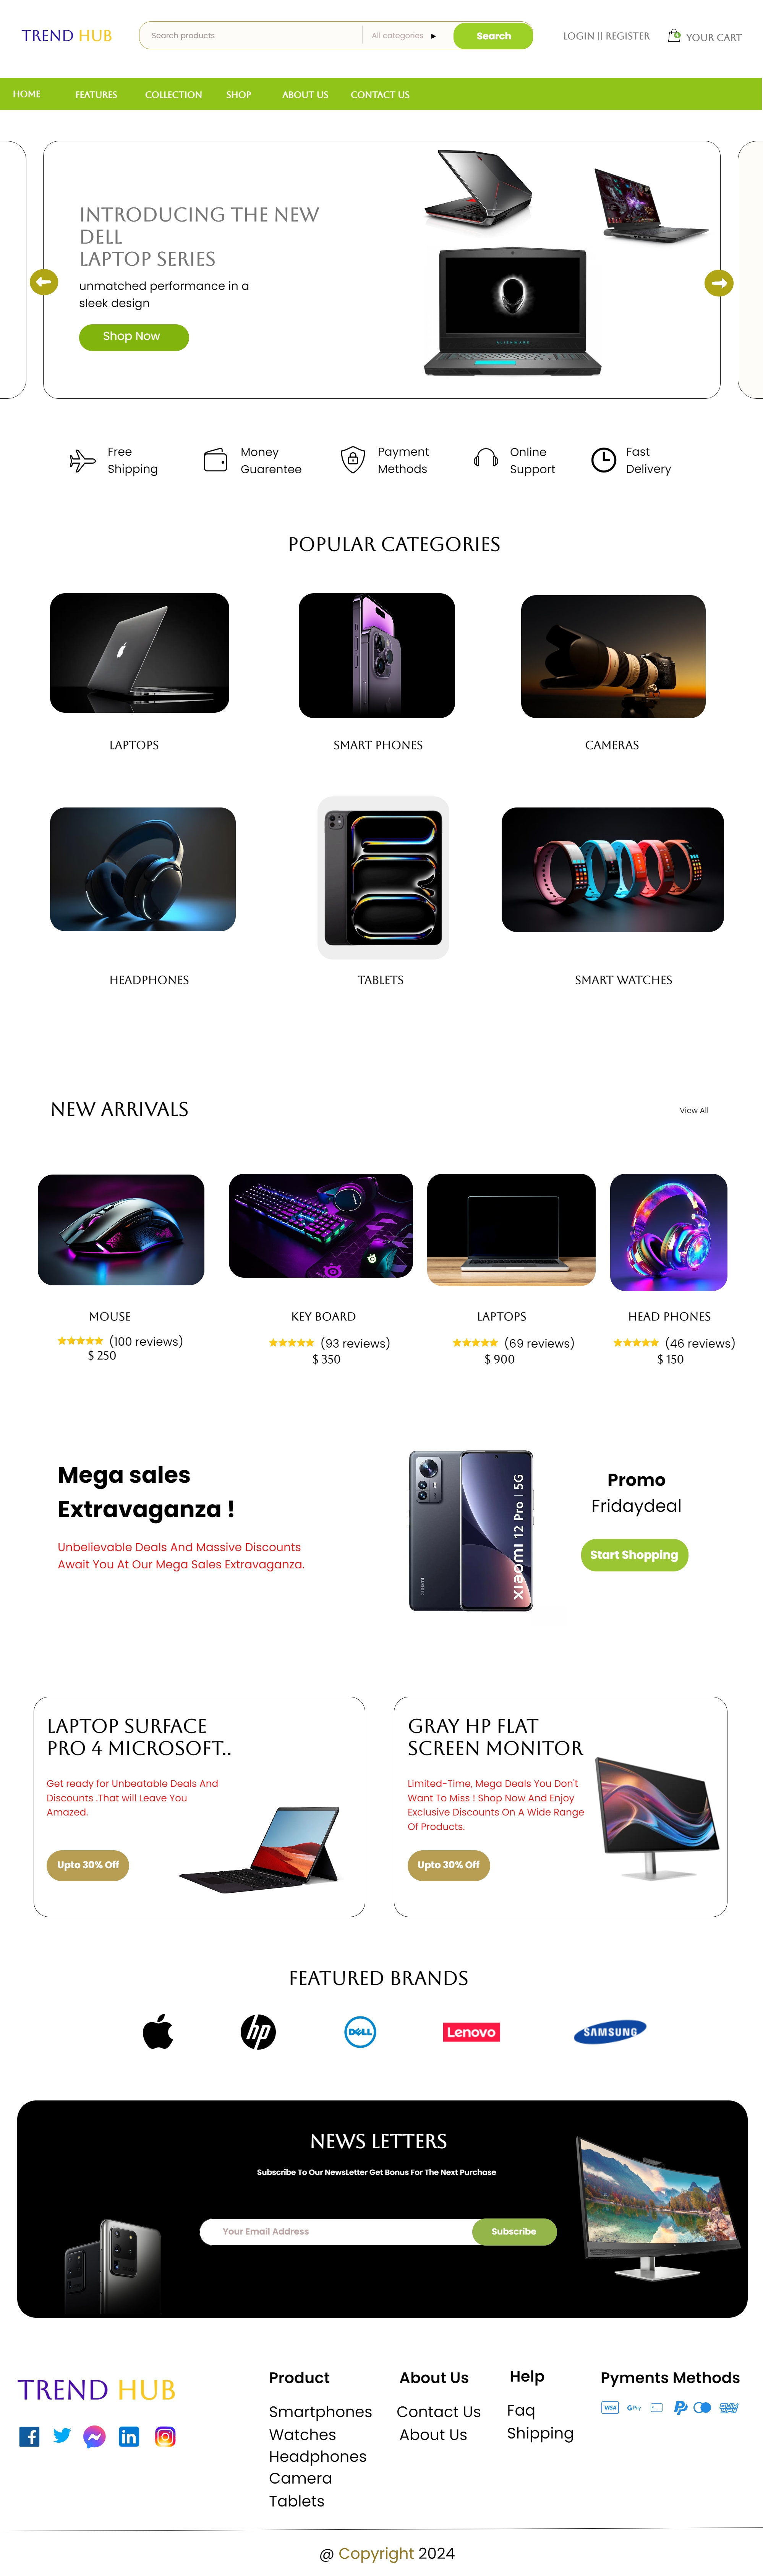 TREND HUB
Search products
All categories
Search
LOGIN || REGISTER
YOUR CART
HOME
FEATURES
COLLECTION
SHOP
ABOUT US
CONTACT US
INTRODUCING THE NEW
DELL
LAPTOP SERIES
unmatched performance in a
sleek design
Shop Now
ALIENWARE
Free
Shipping
Money
Guarentee
Payment
Methods
Online
Support
Fast
Delivery
POPULAR CATEGORIES
LAPTOPS
SMART PHONES
CAMERAS
HEADPHONES
TABLETS
SMART WATCHES
NEW ARRIVALS
View All
MOUSE
(100 reviews)
$ 250
KEY BOARD
(93 reviews)
$ 350
LAPTOPS
(69 reviews)
$ 900
HEAD PHONES
(46 reviews)
$ 150
Mega sales
Extravaganza !
Unbelievable Deals And Massive Discounts
Await You At Our Mega Sales Extravaganza.
xiaomi 12 Pro | 5G
Promo
Fridaydeal
Start Shopping
LAPTOP SURFACE
PRO 4 MICROSOFT..
Get ready for Unbeatable Deals And
Discounts .That will Leave You
Amazed.
Upto 30% Off
GRAY HP FLAT
SCREEN MONITOR
Limited-Time, Mega Deals You Don't
Want To Miss ! Shop Now And Enjoy
Exclusive Discounts On A Wide Range
Of Products.
Upto 30% Off
FEATURED BRANDS
hp
DELL
Lenovo
SAMSUNG
NEWS LETTERS
Subscribe To Our NewsLetter Get Bonus For The Next Purchase
Your Email Address
Subscribe
TREND HUB
Product
Smartphones
Watches
Headphones
Camera
Tablets
About Us
Contact Us
About Us
Help
Faq
Shipping
Pyments Methods
VISA
G Pay
@ Copyright 2024